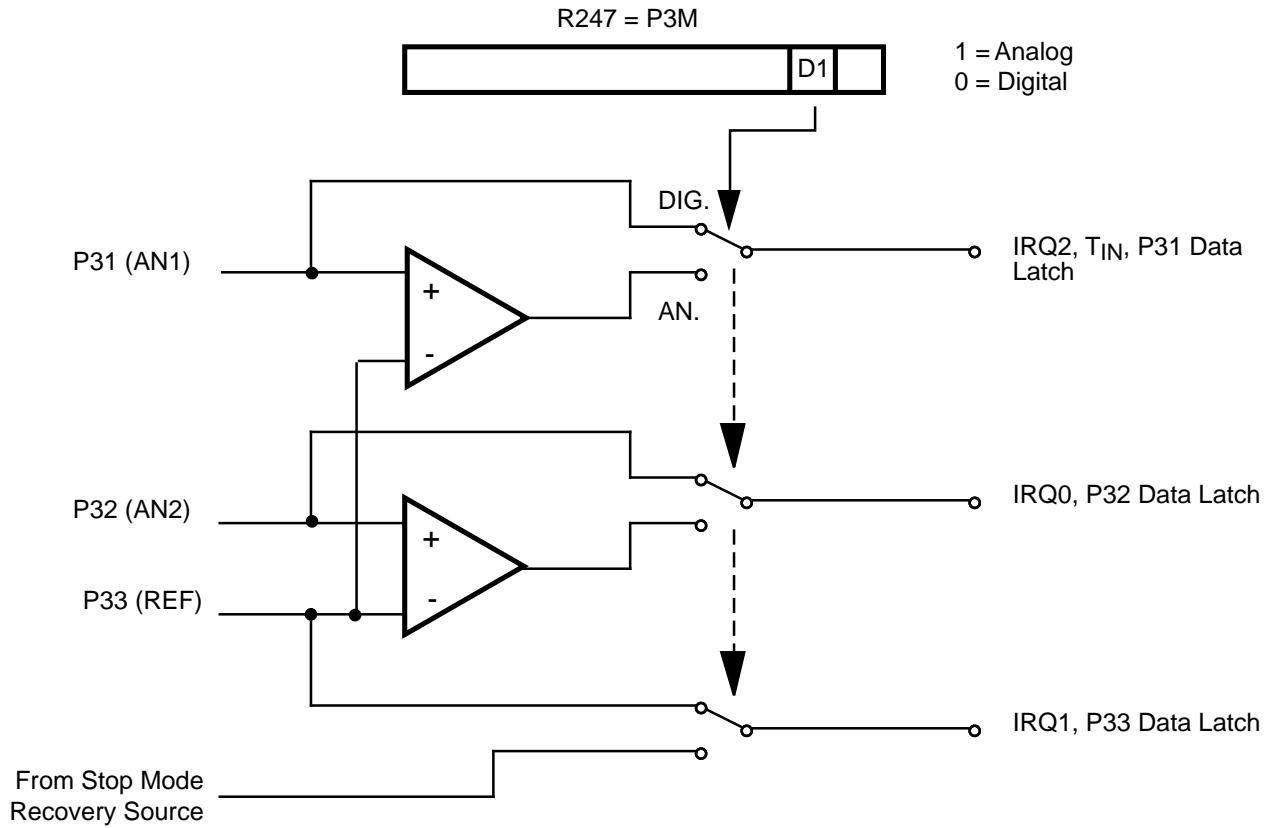 R247 = P3M
D1
1 = Analog
0 = Digital
DIG.
P31 (AN1)
+
-
AN.
IRQ2, TIN, P31 Data
Latch
P32 (AN2)
+
-
IRQ0, P32 Data Latch
P33 (REF)
IRQ1, P33 Data Latch
From Stop Mode
Recovery Source